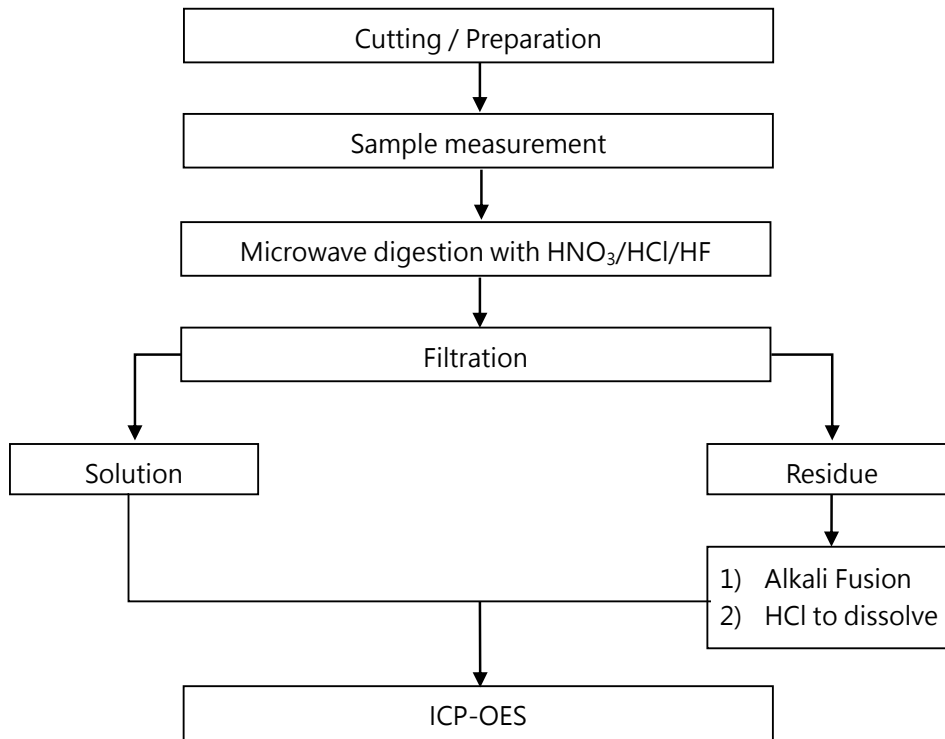 Cutting / Preparation
Sample measurement
Microwave digestion with HNO₃/HCl/HF
Filtration
Solution
Residue
1) Alkali Fusion
2) HCl to dissolve
ICP-OES